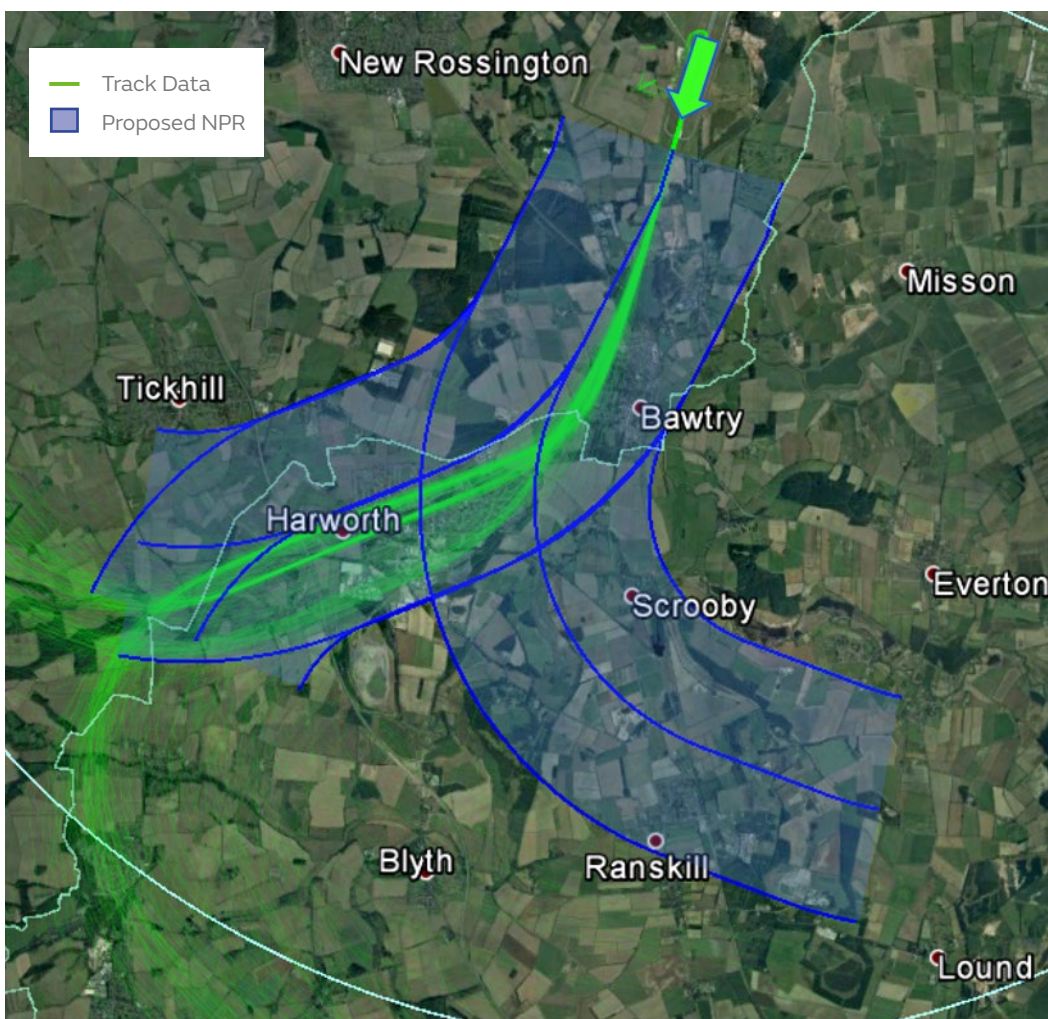 New Rossington
Track Data
Proposed NPR
Misson
Tickhill
Bawtry
Harworth
Everton
Scrooby
Blyth
Ranskill
Lound